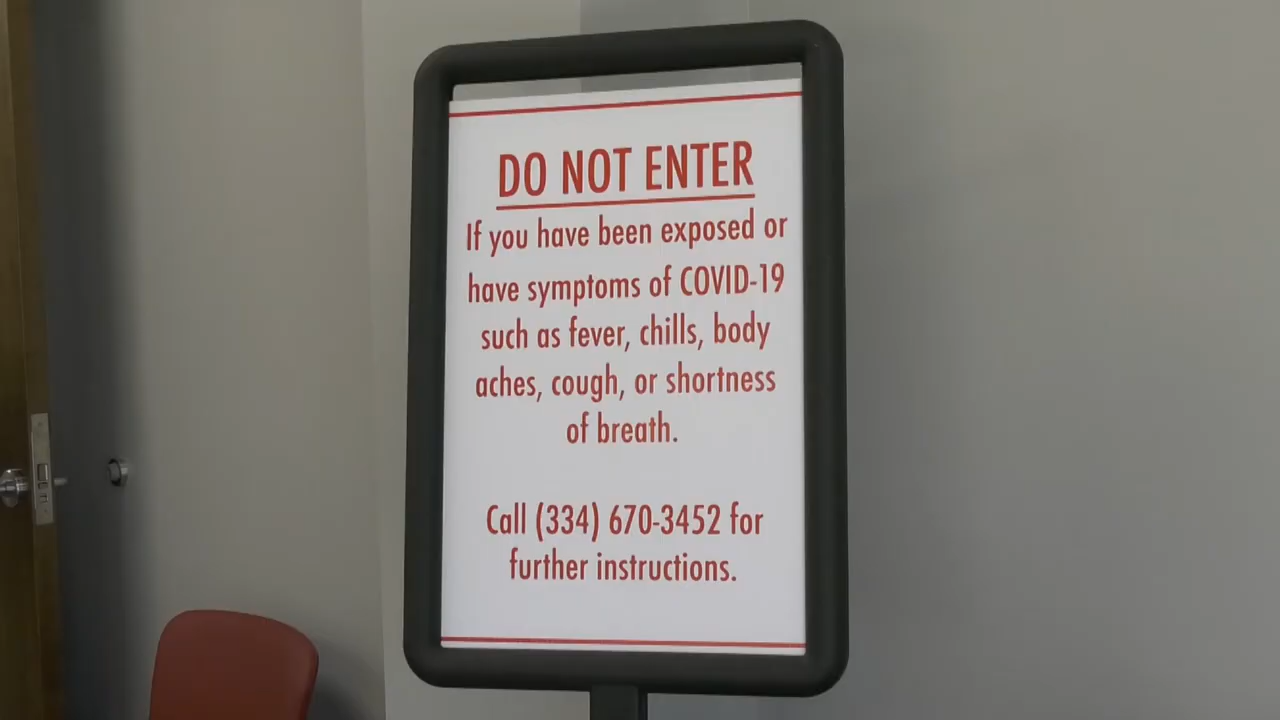 DO NOT ENTER
If you have been exposed or
have symptoms of COVID-19
such as fever, chills, body
aches, cough, or shortness
of breath.
Call (334) 670-3452 for
further instructions.